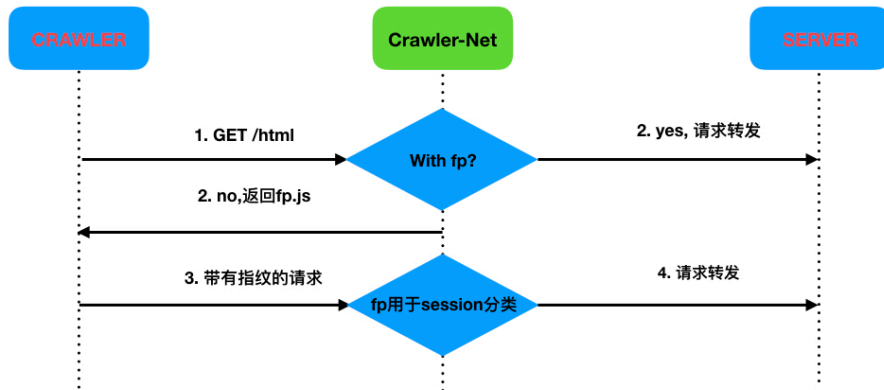 CRAWLER
Crawler-Net
SERVER
1. GET /html
With fp?
2. yes, 请求转发
2. no,返回fp.js
3. 带有指纹的请求
fp用于session分类
4. 请求转发